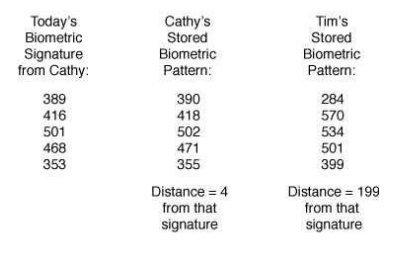 Today's
Biometric
Signature
from Cathy:
389
416
501
468
353
Cathy's
Stored
Biometric
Pattern:
390
418
502
471
355
Distance = 4
from that
signature
Tim's
Stored
Biometric
Pattern:
284
570
534
501
399
Distance = 199
from that
signature